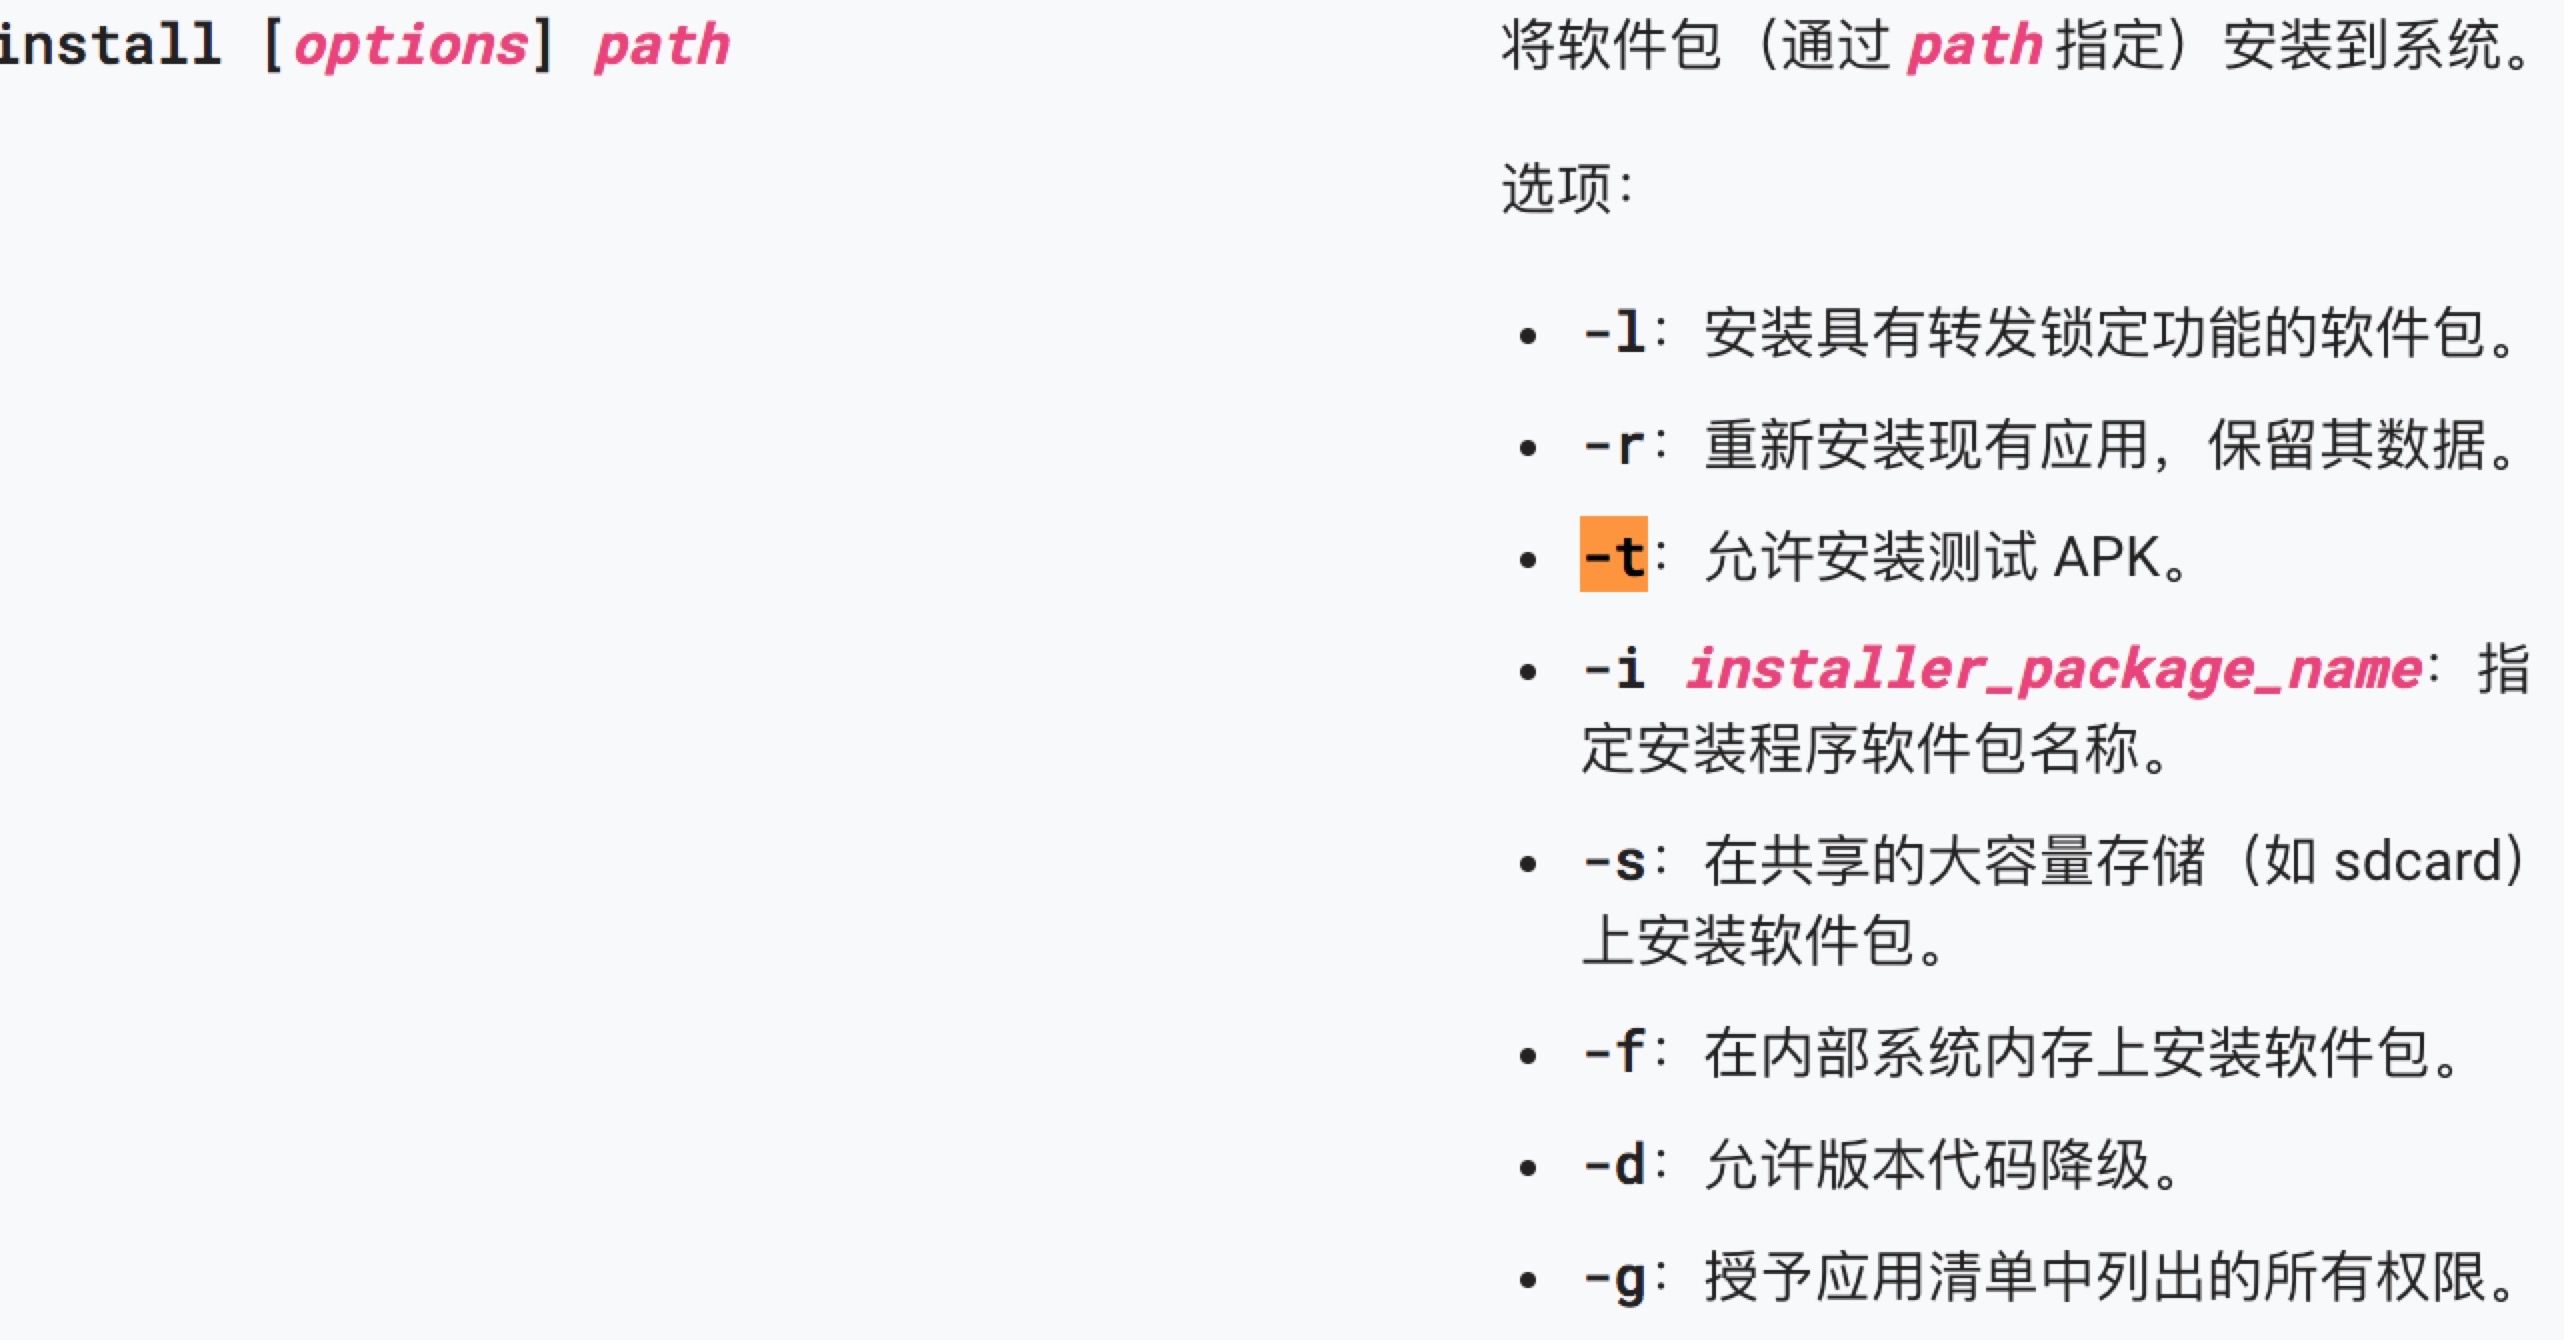 install [options] path
将软件包（通过 path 指定）安装到系统。
选项：
• -l：安装具有转发锁定功能的软件包。
• -r：重新安装现有应用，保留其数据。
• -t：允许安装测试 APK。
• -i installer_package_name：指
定安装程序软件包名称。
• -s：在共享的大容量存储（如 sdcard）
上安装软件包。
• -f：在内部系统内存上安装软件包。
• -d：允许版本代码降级。
• -g：授予应用清单中列出的所有权限。